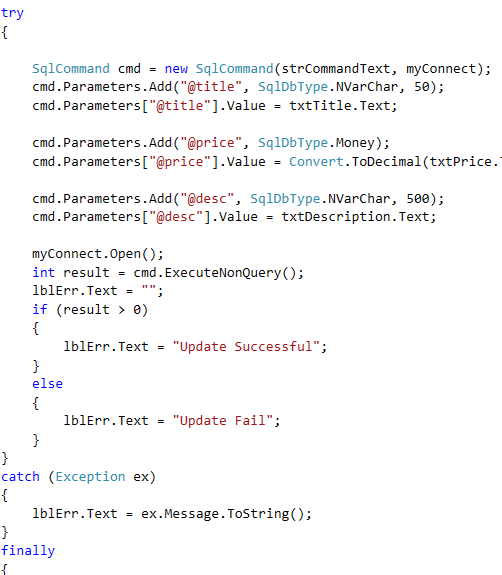 try
{
SqlCommand cmd = new SqlCommand(strCommandText, myConnect);
cmd.Parameters.Add("@title", SqlDbType.NVarChar, 50);
cmd.Parameters["@title"].Value = txtTitle.Text;
cmd.Parameters.Add("@price", SqlDbType.Money);
cmd.Parameters["@price"].Value = Convert.ToDecimal(txtPrice.
cmd.Parameters.Add("@desc", SqlDbType.NVarChar, 500);
cmd.Parameters["@desc"].Value = txtDescription.Text;
myConnect.Open();
int result = cmd.ExecuteNonQuery();
lblErr.Text = "";
if (result > 0)
{
lblErr.Text = "Update Successful";
}
else
{
lblErr.Text = "Update Fail";
}
}
catch (Exception ex)
{
lblErr.Text = ex.Message.ToString();
}
finally
{